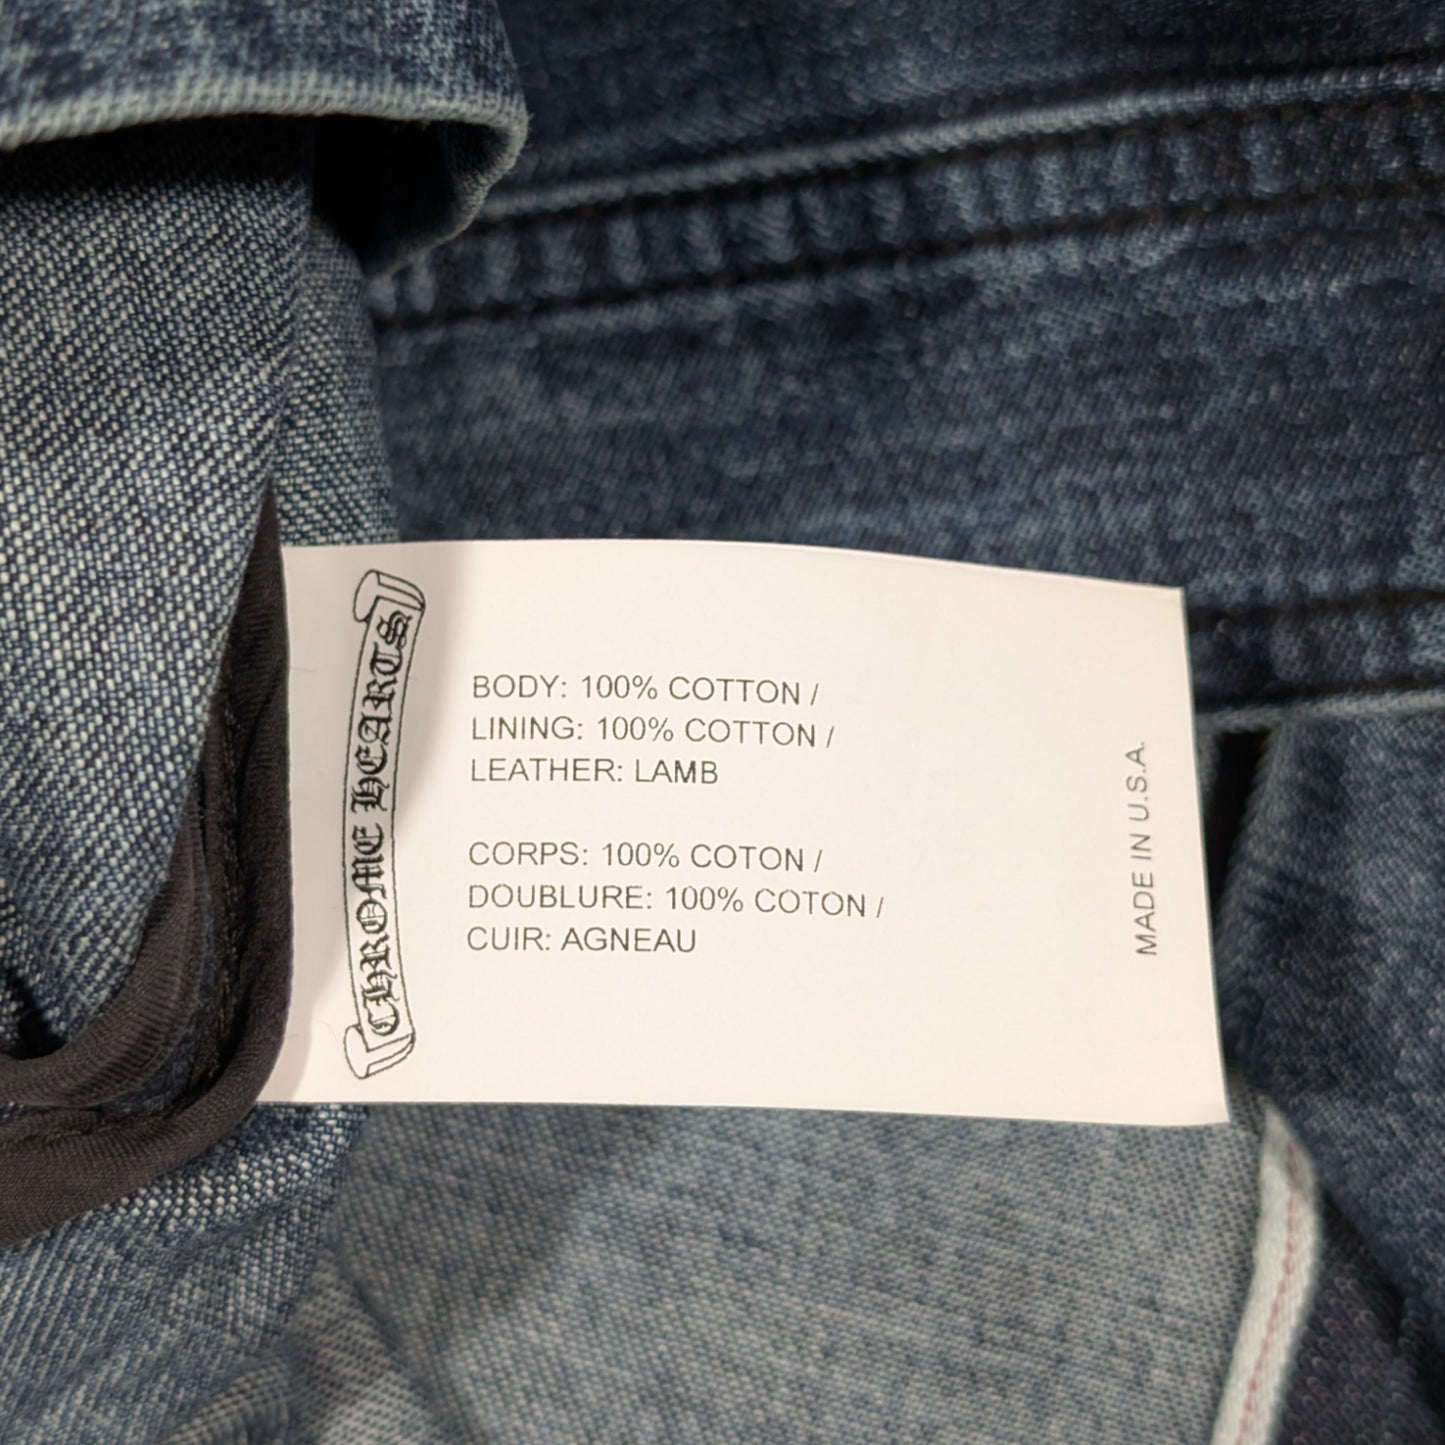 CHROME HEARTS
BODY: 100% COTTON /
LINING: 100% COTTON /
LEATHER: LAMB
CORPS: 100% COTON /
DOUBLURE: 100% COTON /
CUIR: AGNEAU
MADE IN U.S.A.